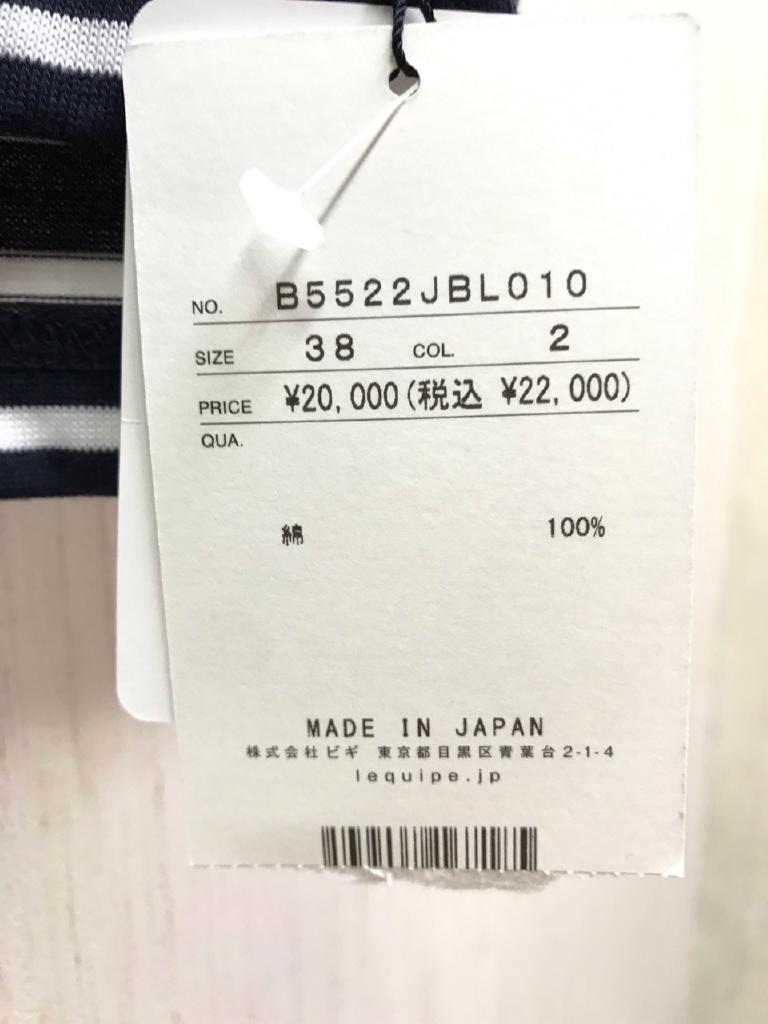 NO. B5522JBL010
SIZE 38 COL. 2
PRICE ¥20,000(税込 ¥22,000)
QUA.
綿 100%
MADE IN JAPAN
株式会社ビギ 東京都目黒区青葉台2-1-4
lequipe.jp